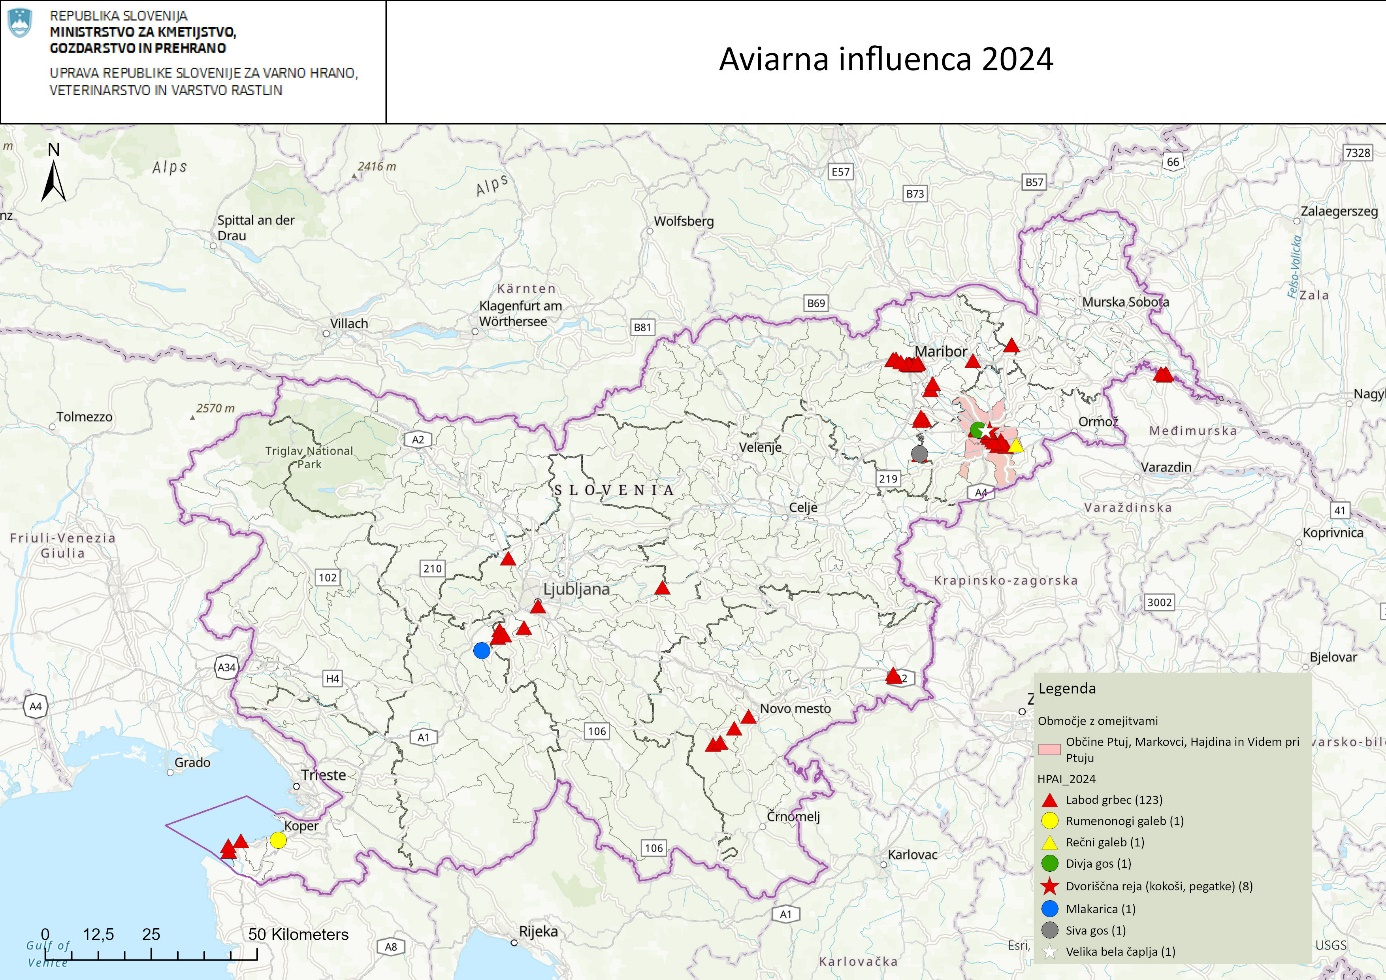 REPUBLIKA SLOVENIJA
MINISTRSTVO ZA KMETIJSTVO,
GOZDARSTVO IN PREHRANO
UPRAVA REPUBLIKE SLOVENIJE ZA VARNO HRANO,
VETERINARSTVO IN VARSTVO RASTLIN
Aviarna influenca 2024
m
N
Alps
2416 m
Alps
E57
66
7328
B73
B57
Spittal an der
Drau
Wolfsberg
Zalaegerszeg
Felső-Válicka
Zala
Kärnten
Klagenfurt am
Wörthersee
B69
Murska Sobota
Villach
B81
Maribor
2570 m
Tolmezzo
A2
Ormož
Međimurska
Triglav National
Park
Velenje
219
A4
Varazdin
SLOVENIA
Celje
Varaždinska
41
Koprivnica
Friuli-Venezia
Giulia
102
210
Ljubljana
Krapinsko-zagorska
3002
A34
H4
Bjelovar
A4
Novo mesto
A1
106
Grado
Trieste
Koper
Črnomelj
106
Karlovac
A1
Rijeka
A8
Karlovačka
Gulf of
Venice
0 12,5 25 50 Kilometers
Legenda
Območje z omejitvami
Občine Ptuj, Markovci, Hajdina in Videm pri
Ptuju
HPAI_2024
Labod grbec (123)
Rumenonogi galeb (1)
Rečni galeb (1)
Divja gos (1)
Dvoriščna reja (kokoši, pegatke) (8)
Mlakarica (1)
Siva gos (1)
Velika bela čaplja (1)
Esri,
USGS